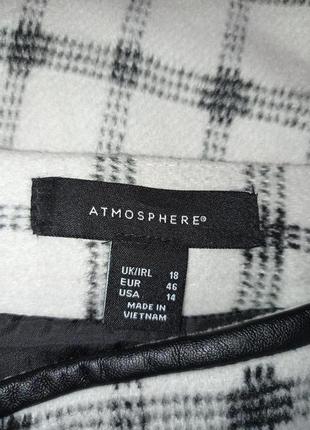 ATMOSPHERE®
UK/IRL 18
EUR 46
USA 14
MADE IN
VIETNAM